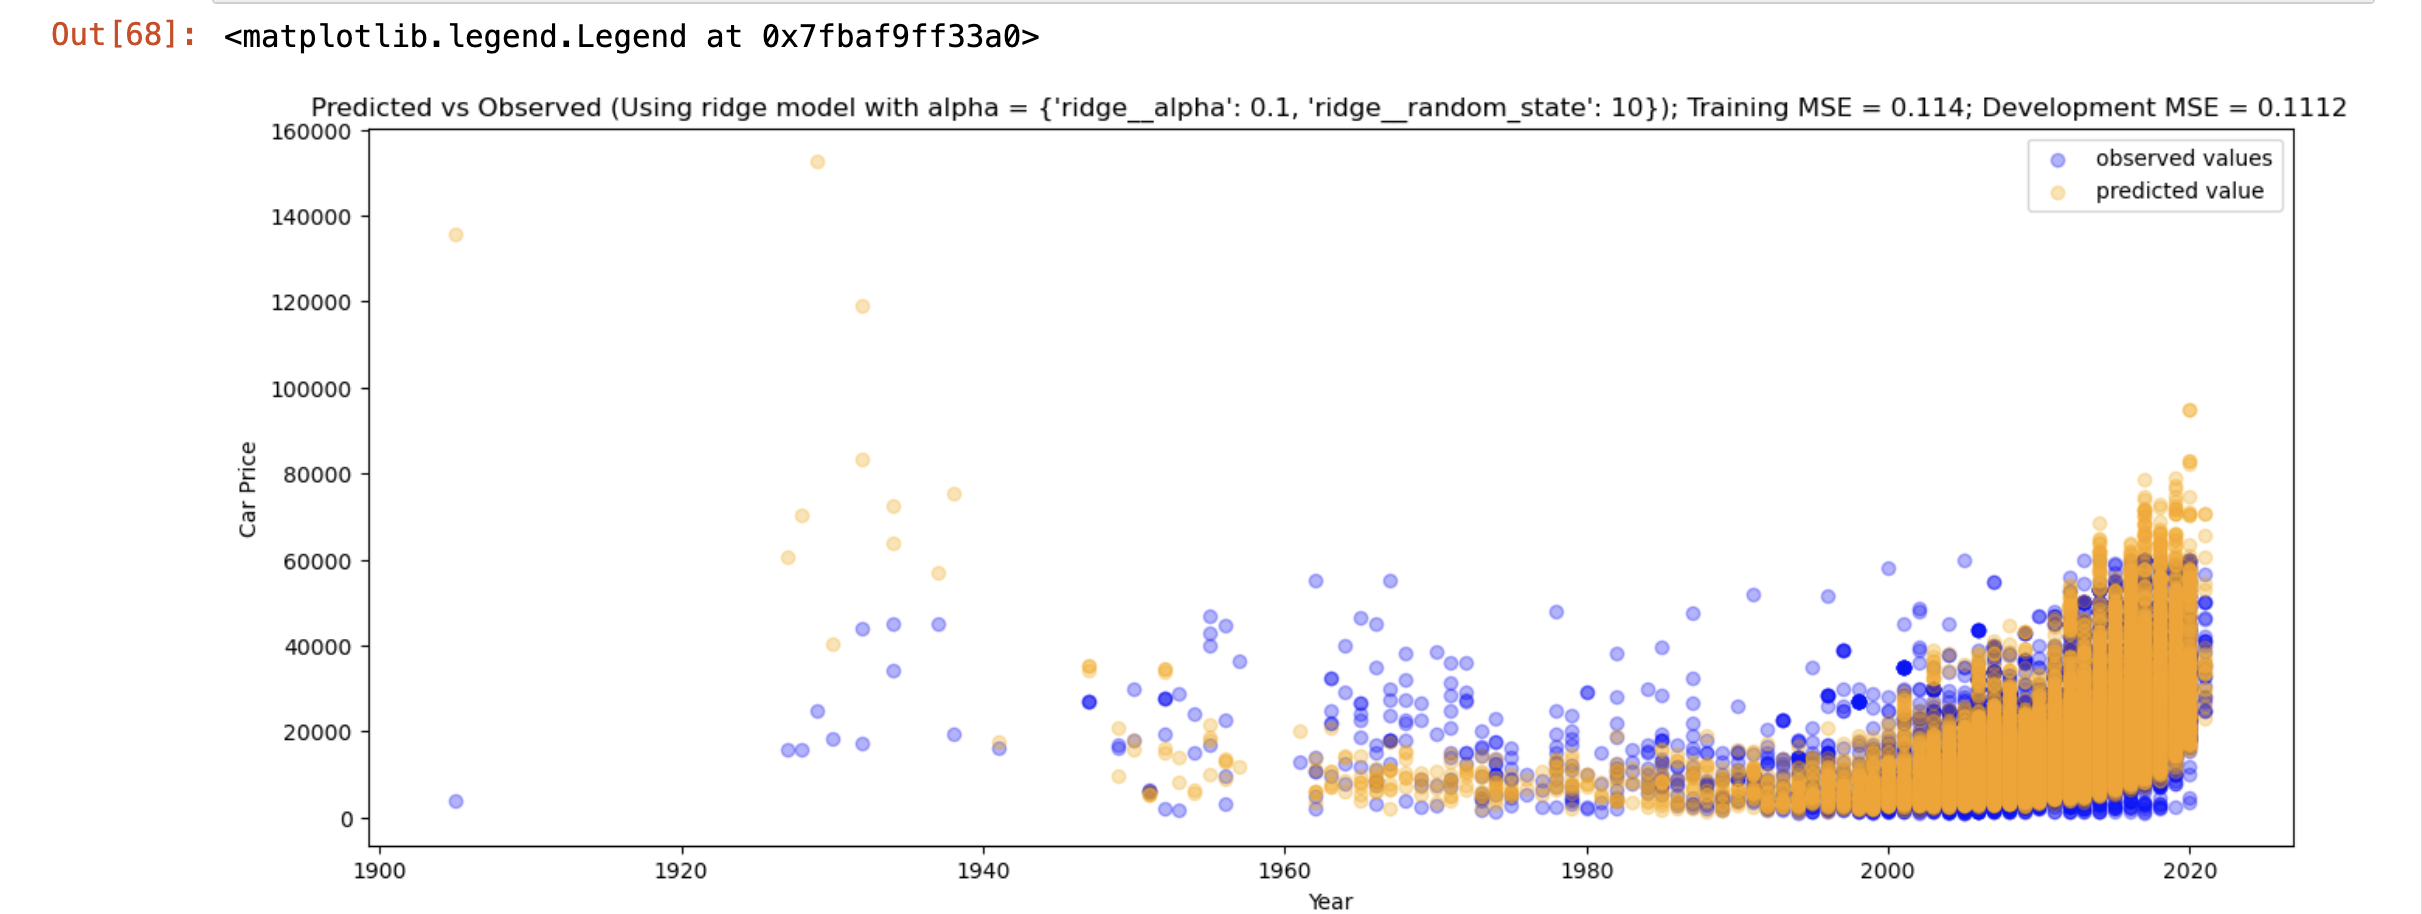 Out[68]: <matplotlib.legend.Legend at 0x7fbaf9ff33a0>
Predicted vs Observed (Using ridge model with alpha = {'ridge__alpha': 0.1, 'ridge__random_state': 10}); Training MSE = 0.114; Development MSE = 0.1112
160000
140000
120000
100000
80000
60000
40000
20000
0
Car Price
observed values
predicted value
1900 1920 1940 1960 1980 2000 2020
Year